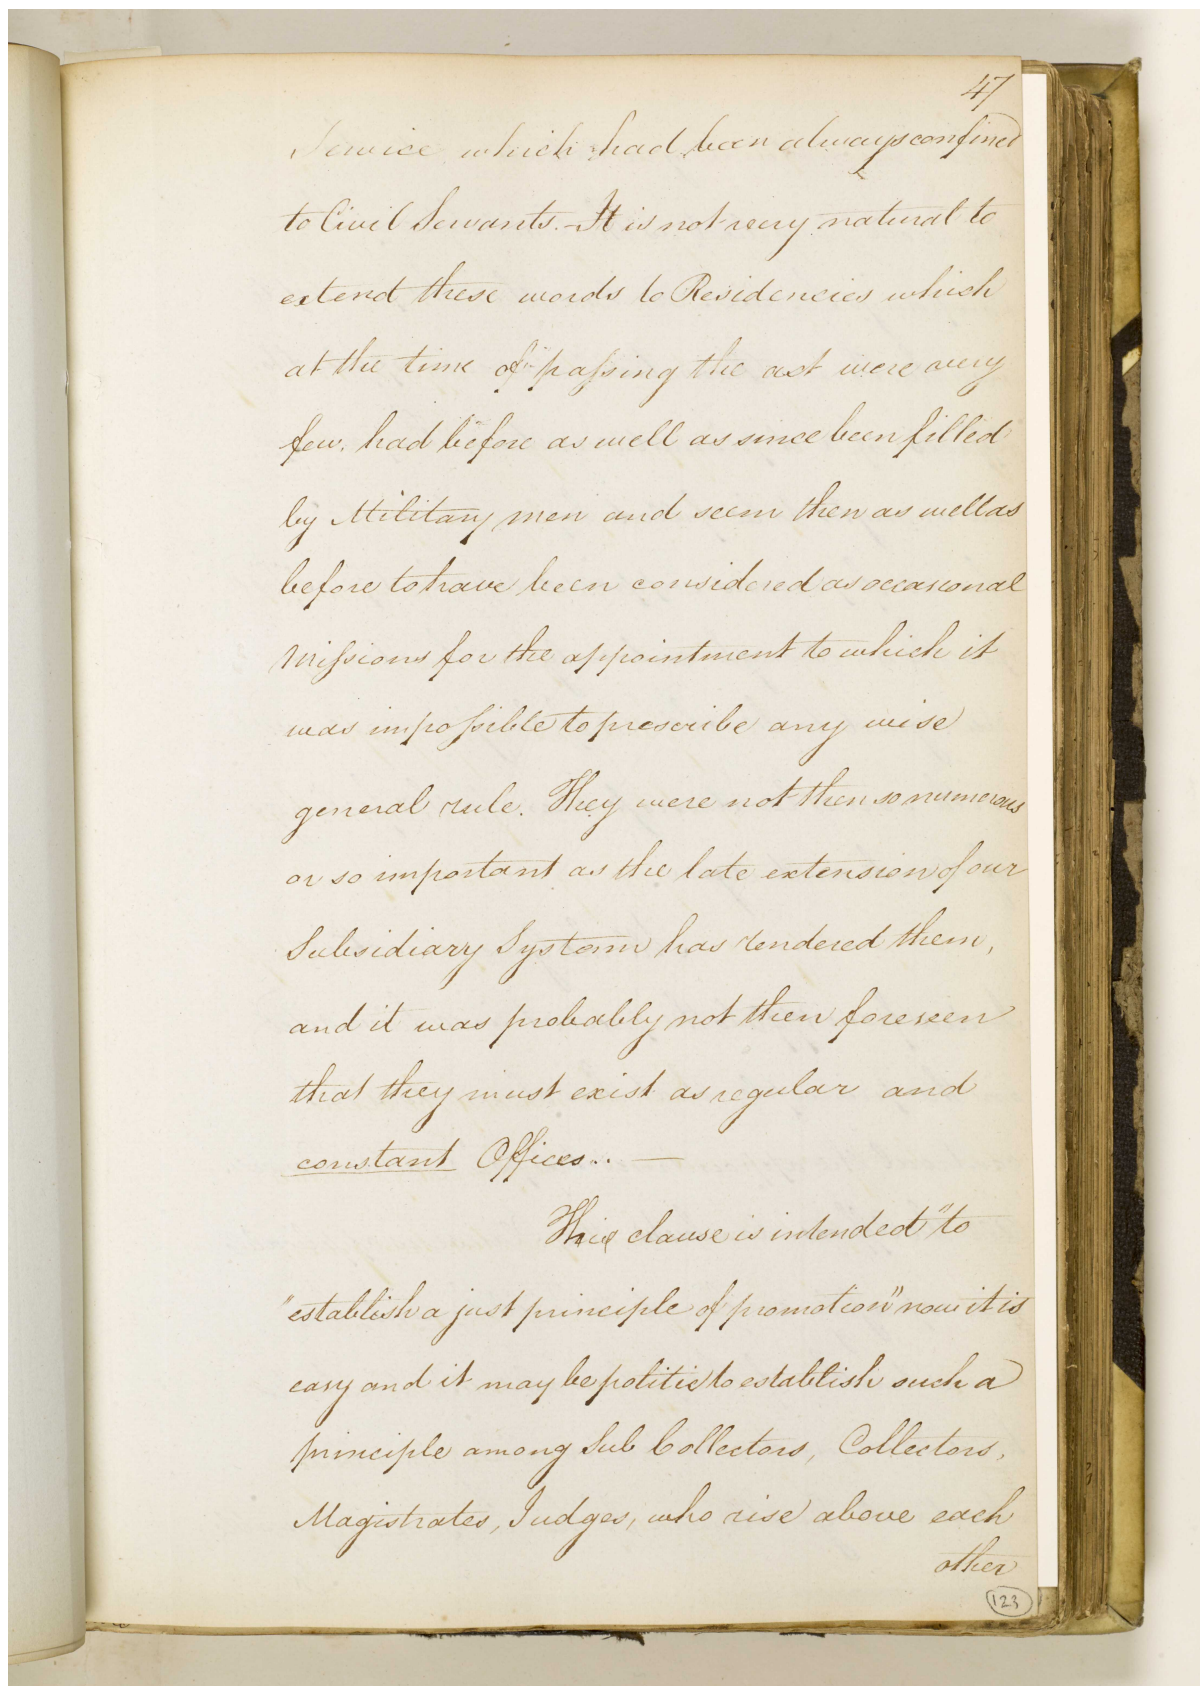 47
Service which had been always confined
to Civil Servants. - It is not very natural to
extend these words to Residencies which
at the time of passing the act were very
few, had before as well as since been filled
by Military men and seem then as well as
before to have been considered as occasional
Missions for the appointment to which it
was impossible to prescribe any wise
general rule. They were not then so numerous
or so important as the late extension of our
Subsidiary System has rendered them,
and it was probably not then foreseen
that they must exist as regular and
constant Offices.. —
This clause is intended "to
"establish a just principle of promotion" now it is
easy and it may be politic to establish such a
principle among Sub Collectors, Collectors,
Magistrates, Judges, who rise above each
other
123